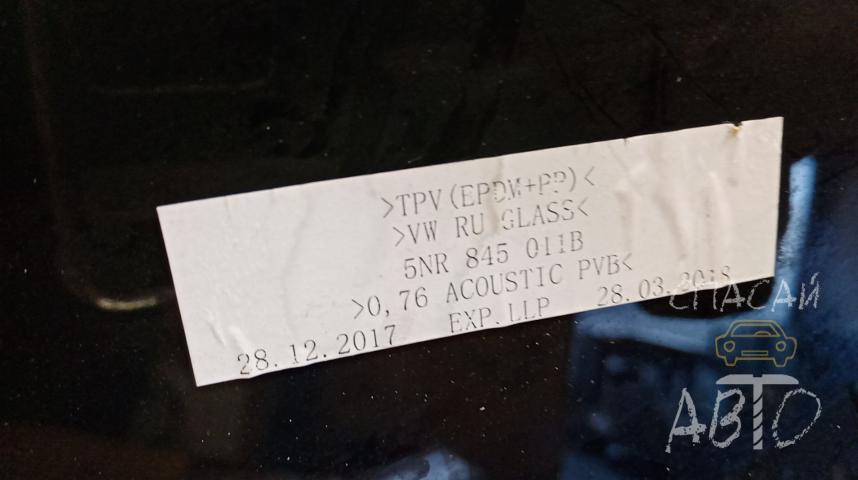 >TPV(EPDM+PP)<
>VW RU GLASS<
5NR 845 011B
>0,76 ACOUSTIC PVB<
28.12.2017 EXP.LLP 28.03.2018
СПАСАЙ
АВТО